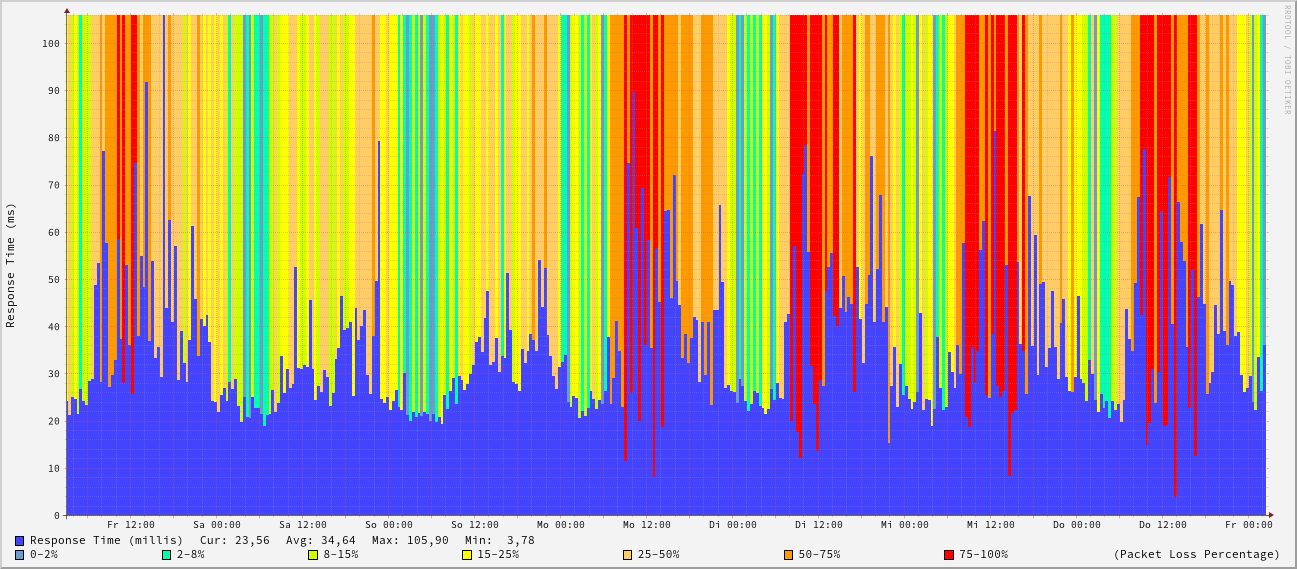 RRDTOOL / TOBI OETIKER
Response Time (ms)
100
90
80
70
60
50
40
30
20
10
0
Fr 12:00 Sa 00:00 Sa 12:00 So 00:00 So 12:00 Mo 00:00 Mo 12:00 Di 00:00 Di 12:00 Mi 00:00 Mi 12:00 Do 00:00 Do 12:00 Fr 00:00
Response Time (millis) Cur: 23,56 Avg: 34,64 Max: 105,90 Min: 3,78
0-2% 2-8% 8-15% 15-25% 25-50% 50-75% 75-100% (Packet Loss Percentage)